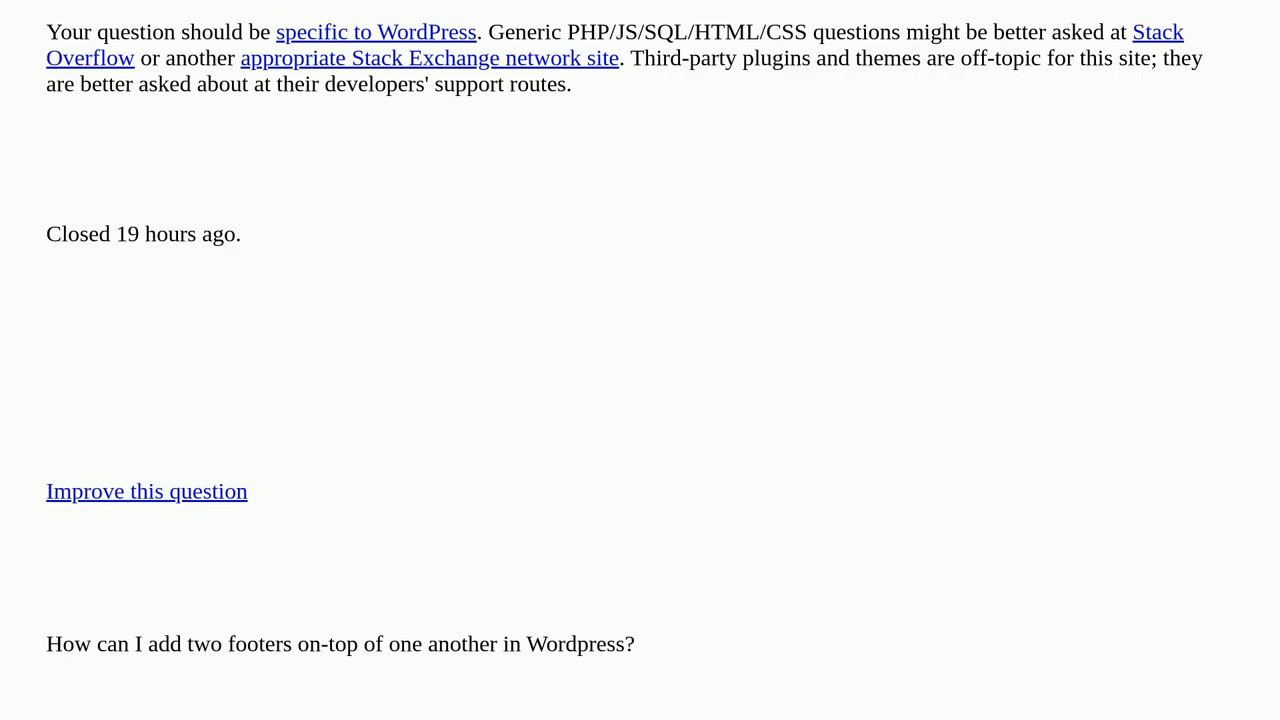 Your question should be specific to WordPress. Generic PHP/JS/SQL/HTML/CSS questions might be better asked at Stack
Overflow or another appropriate Stack Exchange network site. Third-party plugins and themes are off-topic for this site; they
are better asked about at their developers' support routes.
Closed 19 hours ago.
Improve this question
How can I add two footers on-top of one another in Wordpress?